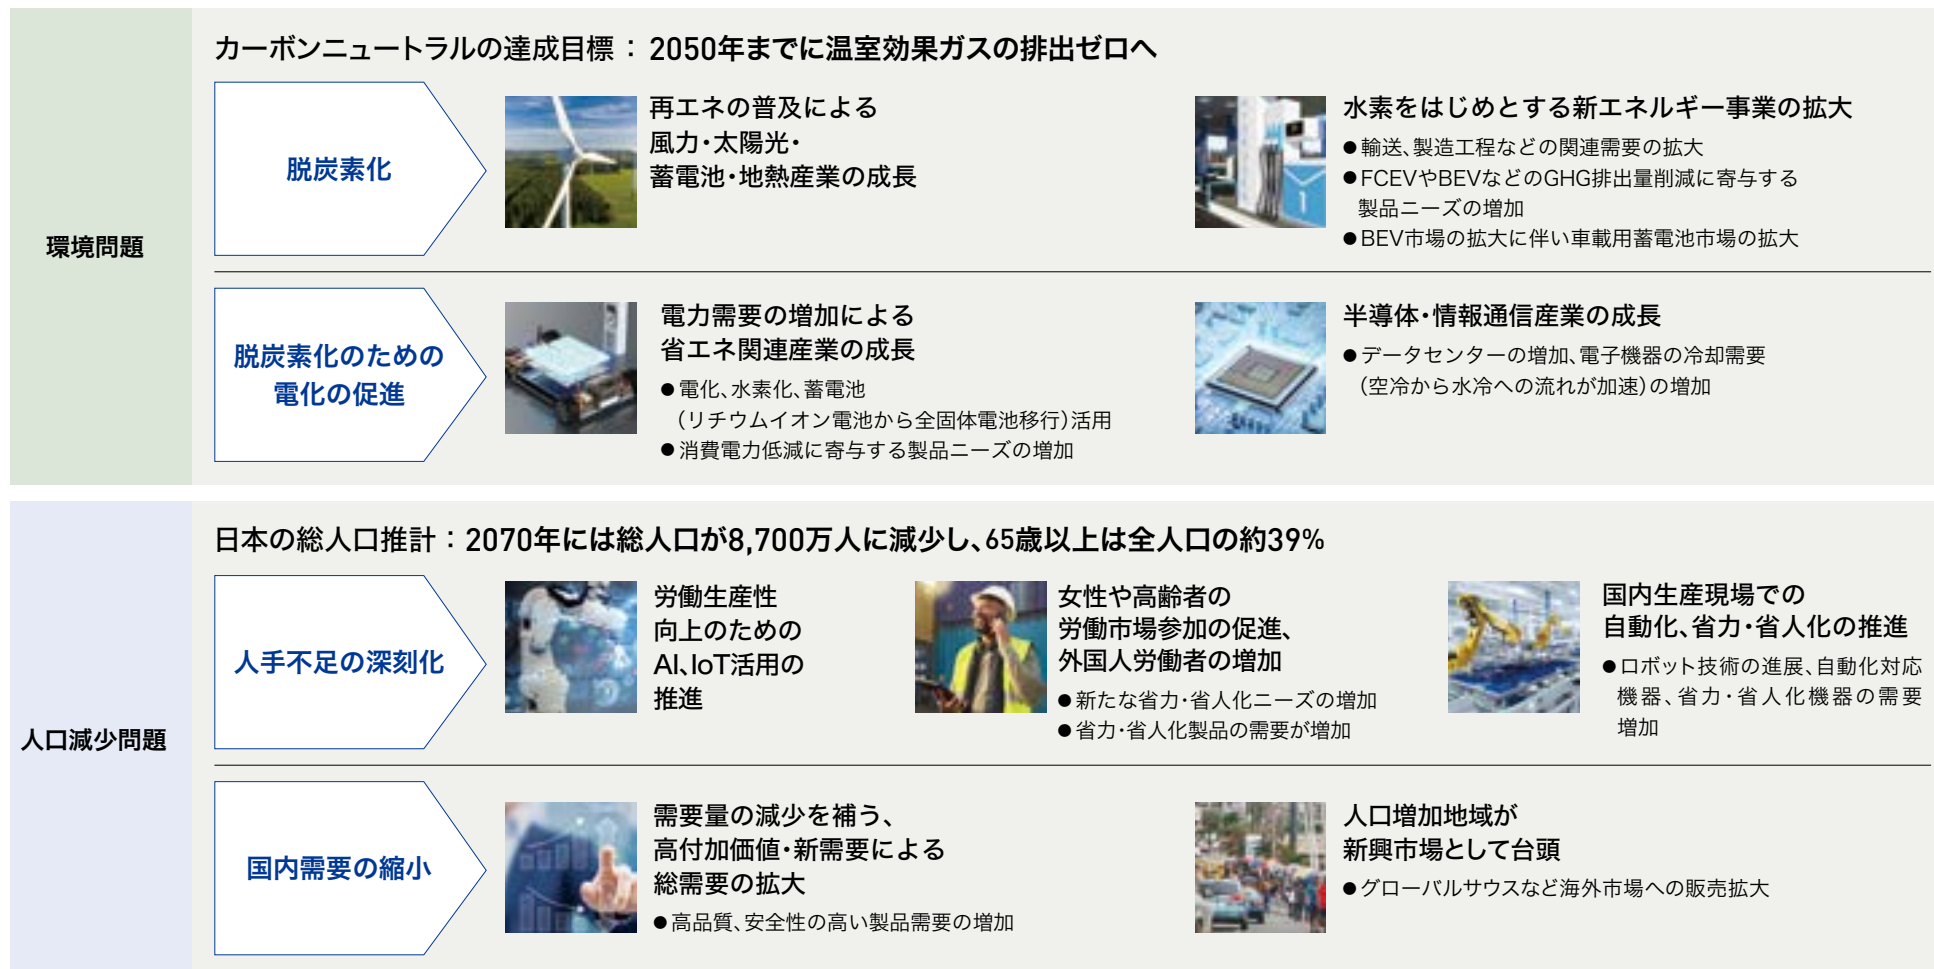 環境問題
カーボンニュートラルの達成目標：2050年までに温室効果ガスの排出ゼロへ
脱炭素化
再エネの普及による
風力・太陽光・
蓄電池・地熱産業の成長
水素をはじめとする新エネルギー事業の拡大
●輸送、製造工程などの関連需要の拡大
●FCEVやBEVなどのGHG排出量削減に寄与する
製品ニーズの増加
●BEV市場の拡大に伴い車載用蓄電池市場の拡大
脱炭素化のための
電化の促進
電力需要の増加による
省エネ関連産業の成長
●電化、水素化、蓄電池
（リチウムイオン電池から全固体電池移行）活用
●消費電力低減に寄与する製品ニーズの増加
半導体・情報通信産業の成長
●データセンターの増加、電子機器の冷却需要
（空冷から水冷への流れが加速）の増加
人口減少問題
日本の総人口推計：2070年には総人口が8,700万人に減少し、65歳以上は全人口の約39%
人手不足の深刻化
労働生産性
向上のための
AI、IoT活用の
推進
女性や高齢者の
労働市場参加の促進、
外国人労働者の増加
●新たな省力・省人化ニーズの増加
●省力・省人化製品の需要が増加
国内生産現場での
自動化、省力・省人化の推進
●ロボット技術の進展、自動化対応
機器、省力・省人化機器の需要
増加
国内需要の縮小
需要量の減少を補う、
高付加価値・新需要による
総需要の拡大
●高品質、安全性の高い製品需要の増加
人口増加地域が
新興市場として台頭
●グローバルサウスなど海外市場への販売拡大